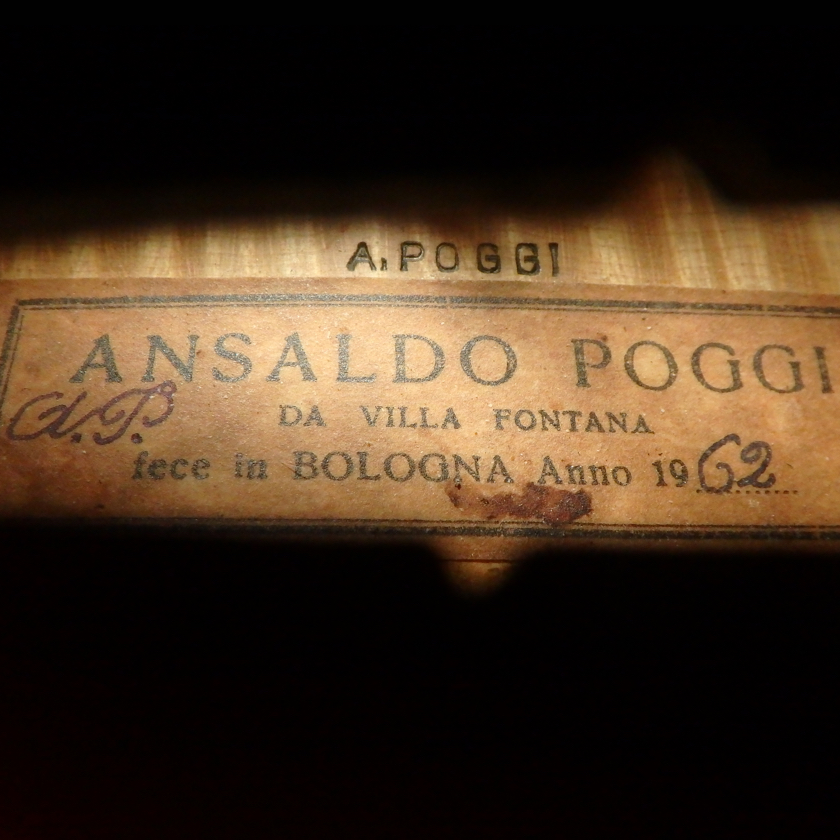 A. POGGI
ANSALDO POGGI
A.P.
DA VILLA FONTANA
fece in BOLOGNA Anno 1962